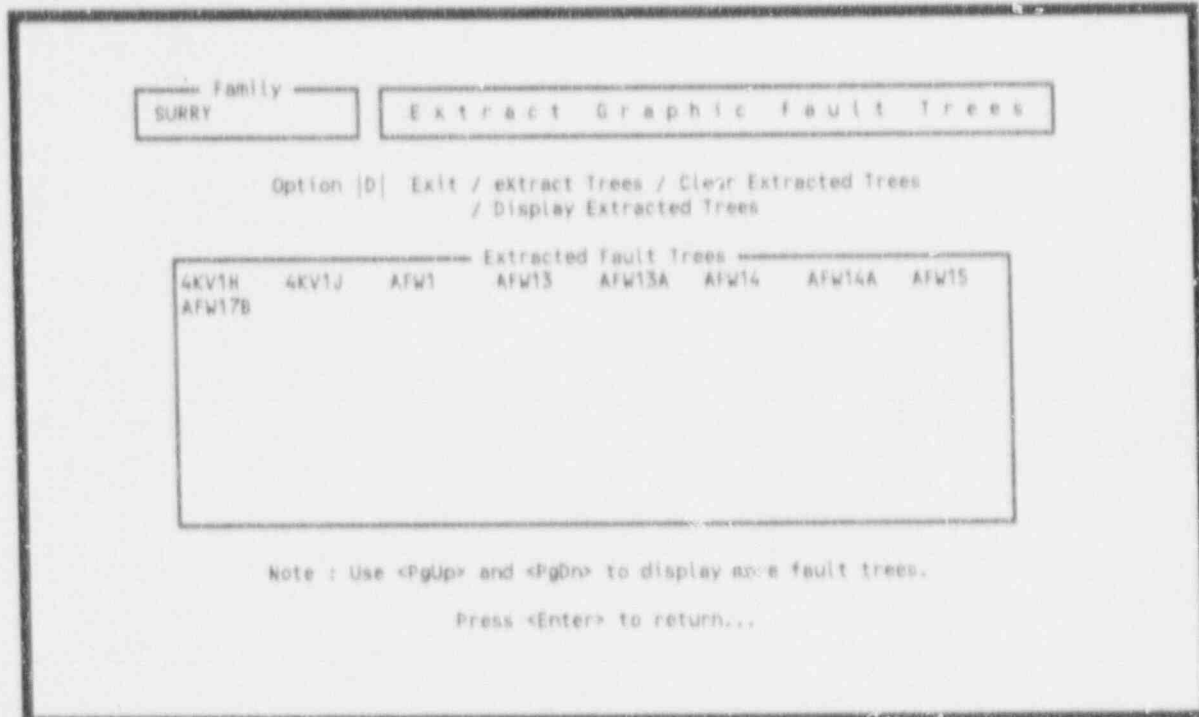 Family
SURRY
Extract Graphic Fault Trees
Option |D| Exit / eXtract Trees / Clear Extracted Trees
/ Display Extracted Trees
Extracted Fault Trees
4KV1H 4KV1J AFW1 AFW13 AFW13A AFW14 AFW14A AFW15
AFW17B
Note : Use <PgUp> and <PgDn> to display more fault trees.
Press <Enter> to return...